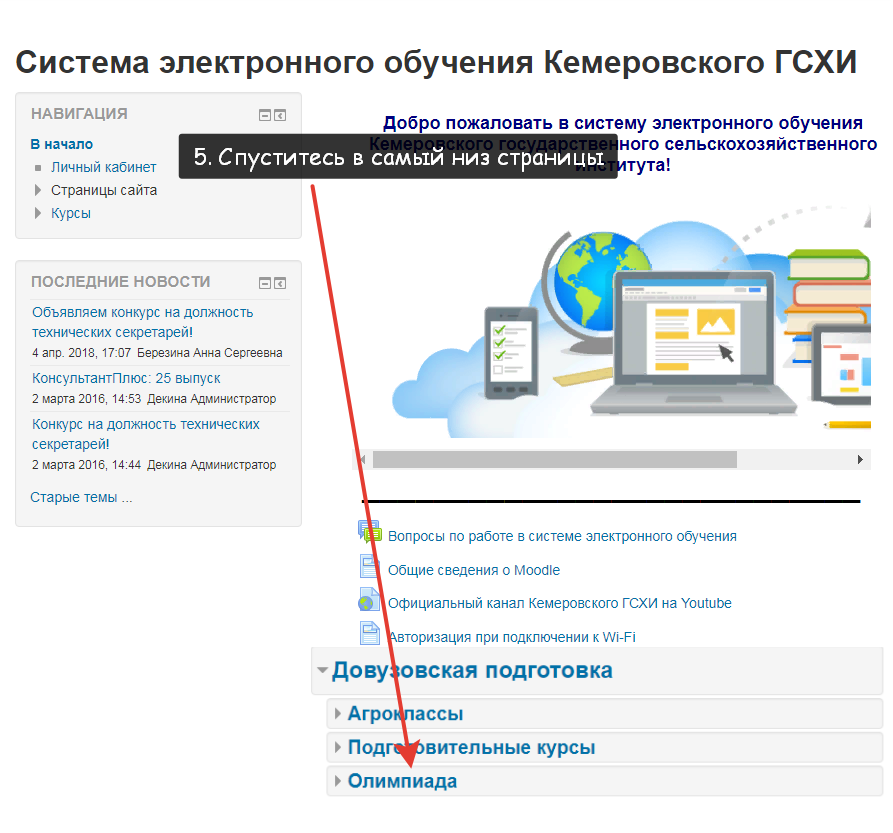 Система электронного обучения Кемеровского ГСХИ
НАВИГАЦИЯ
В начало
Личный кабинет
Страницы сайта
Курсы
ПОСЛЕДНИЕ НОВОСТИ
Объявляем конкурс на должность
технических секретарей!
4 апр. 2018, 17:07 Березина Анна Сергеевна
КонсультантПлюс: 25 выпуск
2 марта 2016, 14:53 Декина Администратор
Конкурс на должность технических
секретарей!
2 марта 2016, 14:44 Декина Администратор
Старые темы ...
5. Спуститесь в самый низ страницы
Добро пожаловать в систему электронного обучения
Кемеровского государственного сельскохозяйственного
института!
Вопросы по работе в системе электронного обучения
Общие сведения о Moodle
Официальный канал Кемеровского ГСХИ на Youtube
Авторизация при подключении к Wi-Fi
Довузовская подготовка
Агроклассы
Подготовительные курсы
Олимпиада